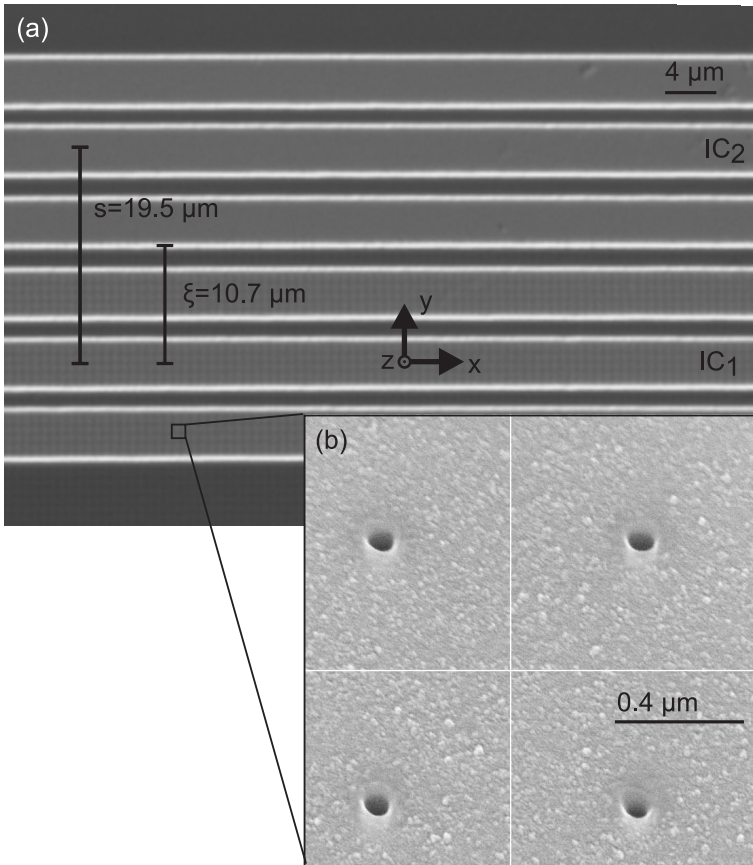 (a)
4 µm
IC2
s=19.5 µm
ξ=10.7 µm
y
z
x
IC1
(b)
0.4 µm